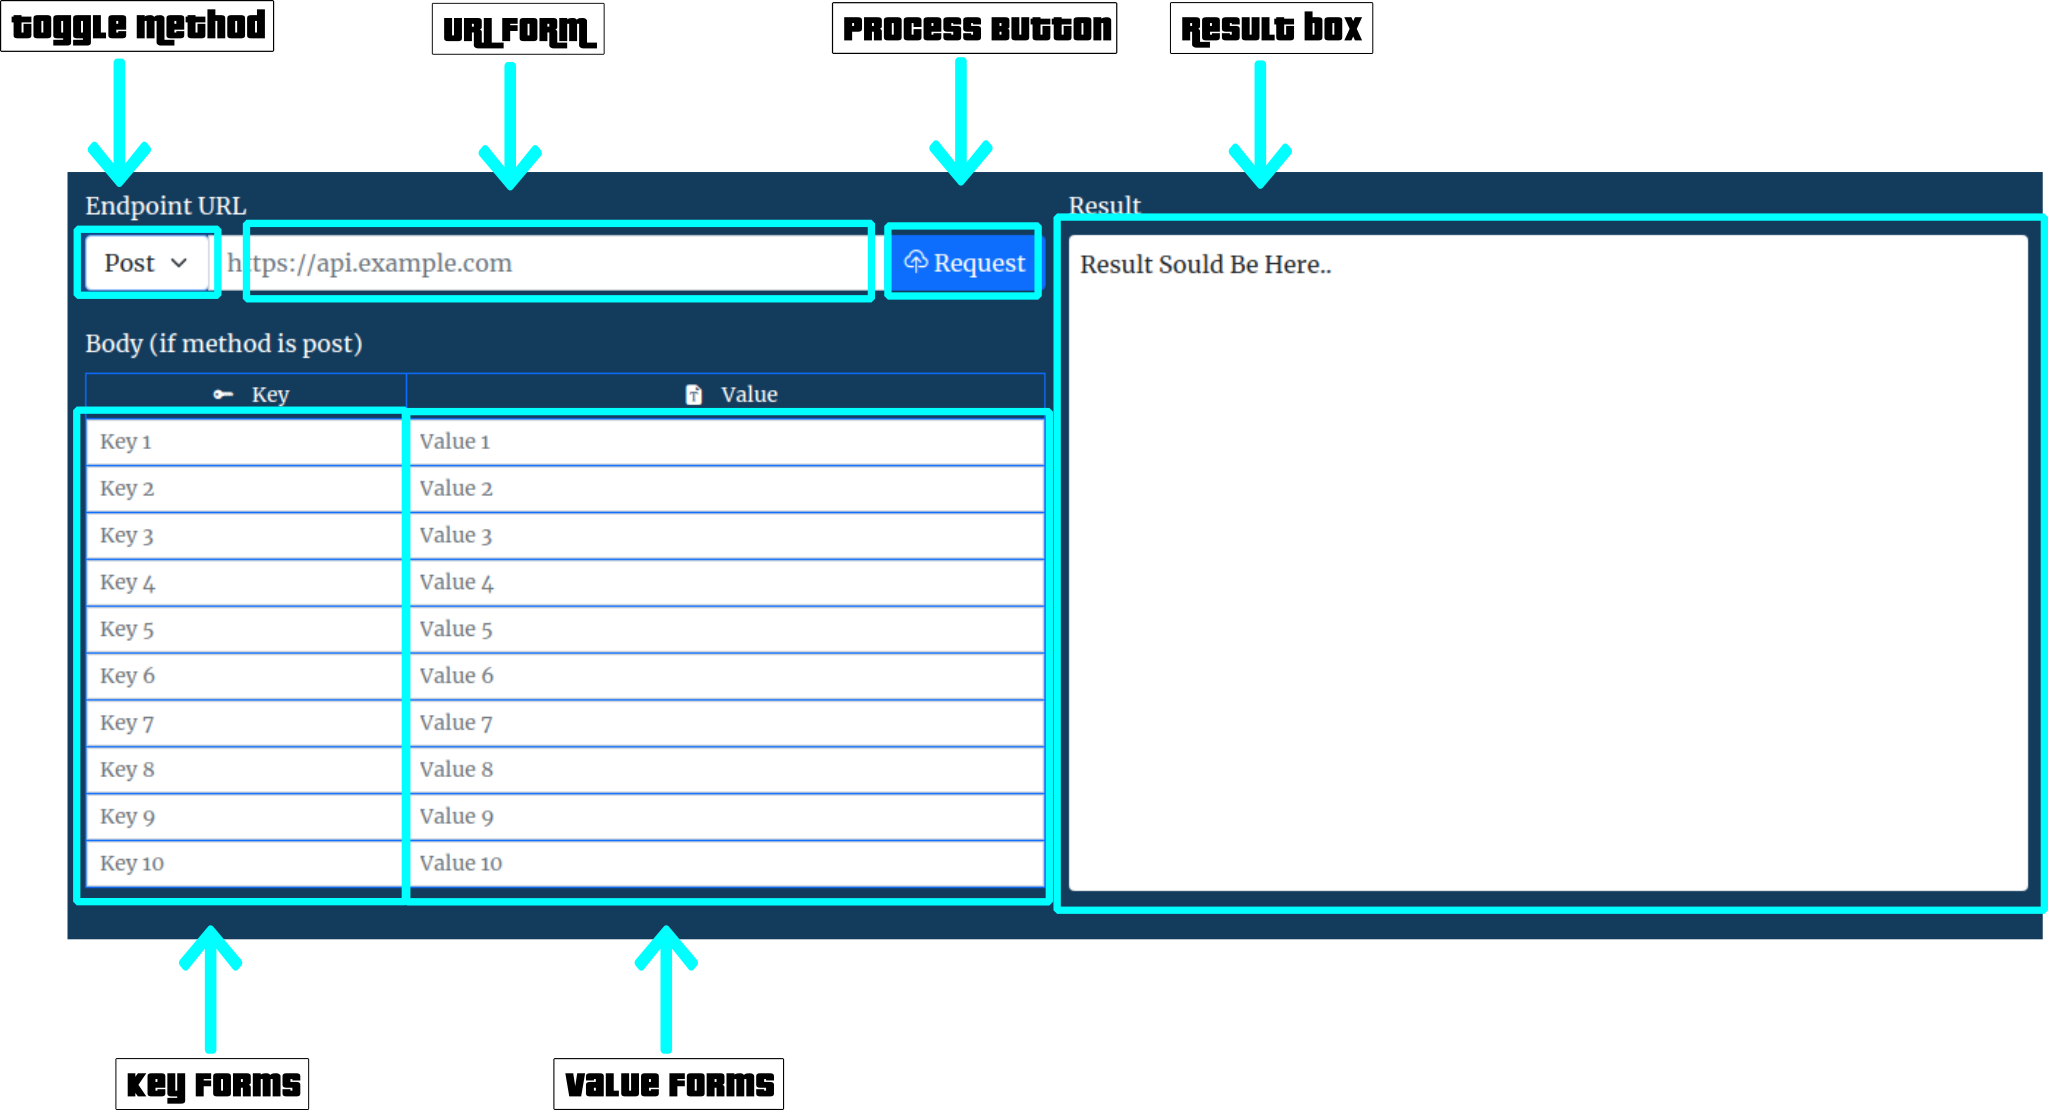 toggle method
URL FORM
PROCESS BUTTON
Result box
Endpoint URL
Post
https://api.example.com
Request
Body (if method is post)
Key
Value
Key 1
Value 1
Key 2
Value 2
Key 3
Value 3
Key 4
Value 4
Key 5
Value 5
Key 6
Value 6
Key 7
Value 7
Key 8
Value 8
Key 9
Value 9
Key 10
Value 10
Result
Result Sould Be Here..
Key Forms
Value Forms